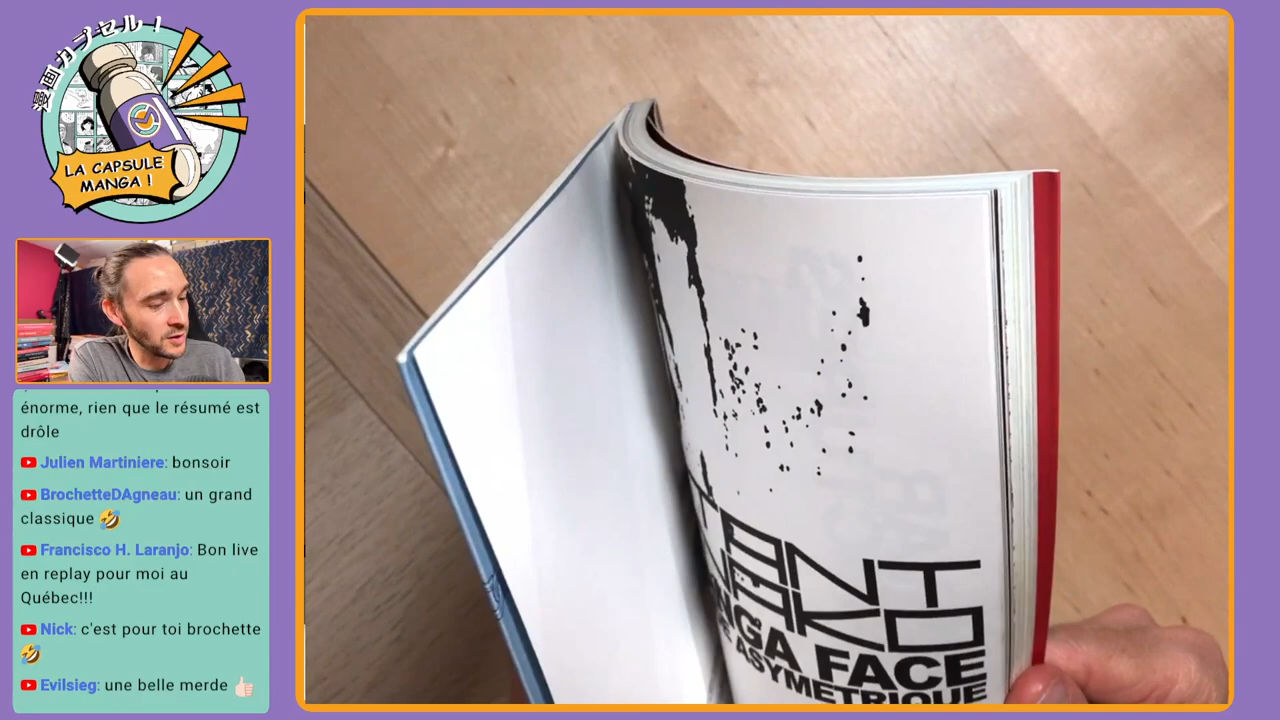 漫画カプセル!
LA CAPSULE
MANGA !
énorme, rien que le résumé est
drôle
Julien Martiniere: bonsoir
BrochetteDAgneau: un grand
classique 🤣
Francisco H. Laranjo: Bon live
en replay pour moi au
Québec!!!
Nick: c'est pour toi brochette
🤣
Evilsieg: une belle merde 👍🏻
FACE
ASYMETRIQUE